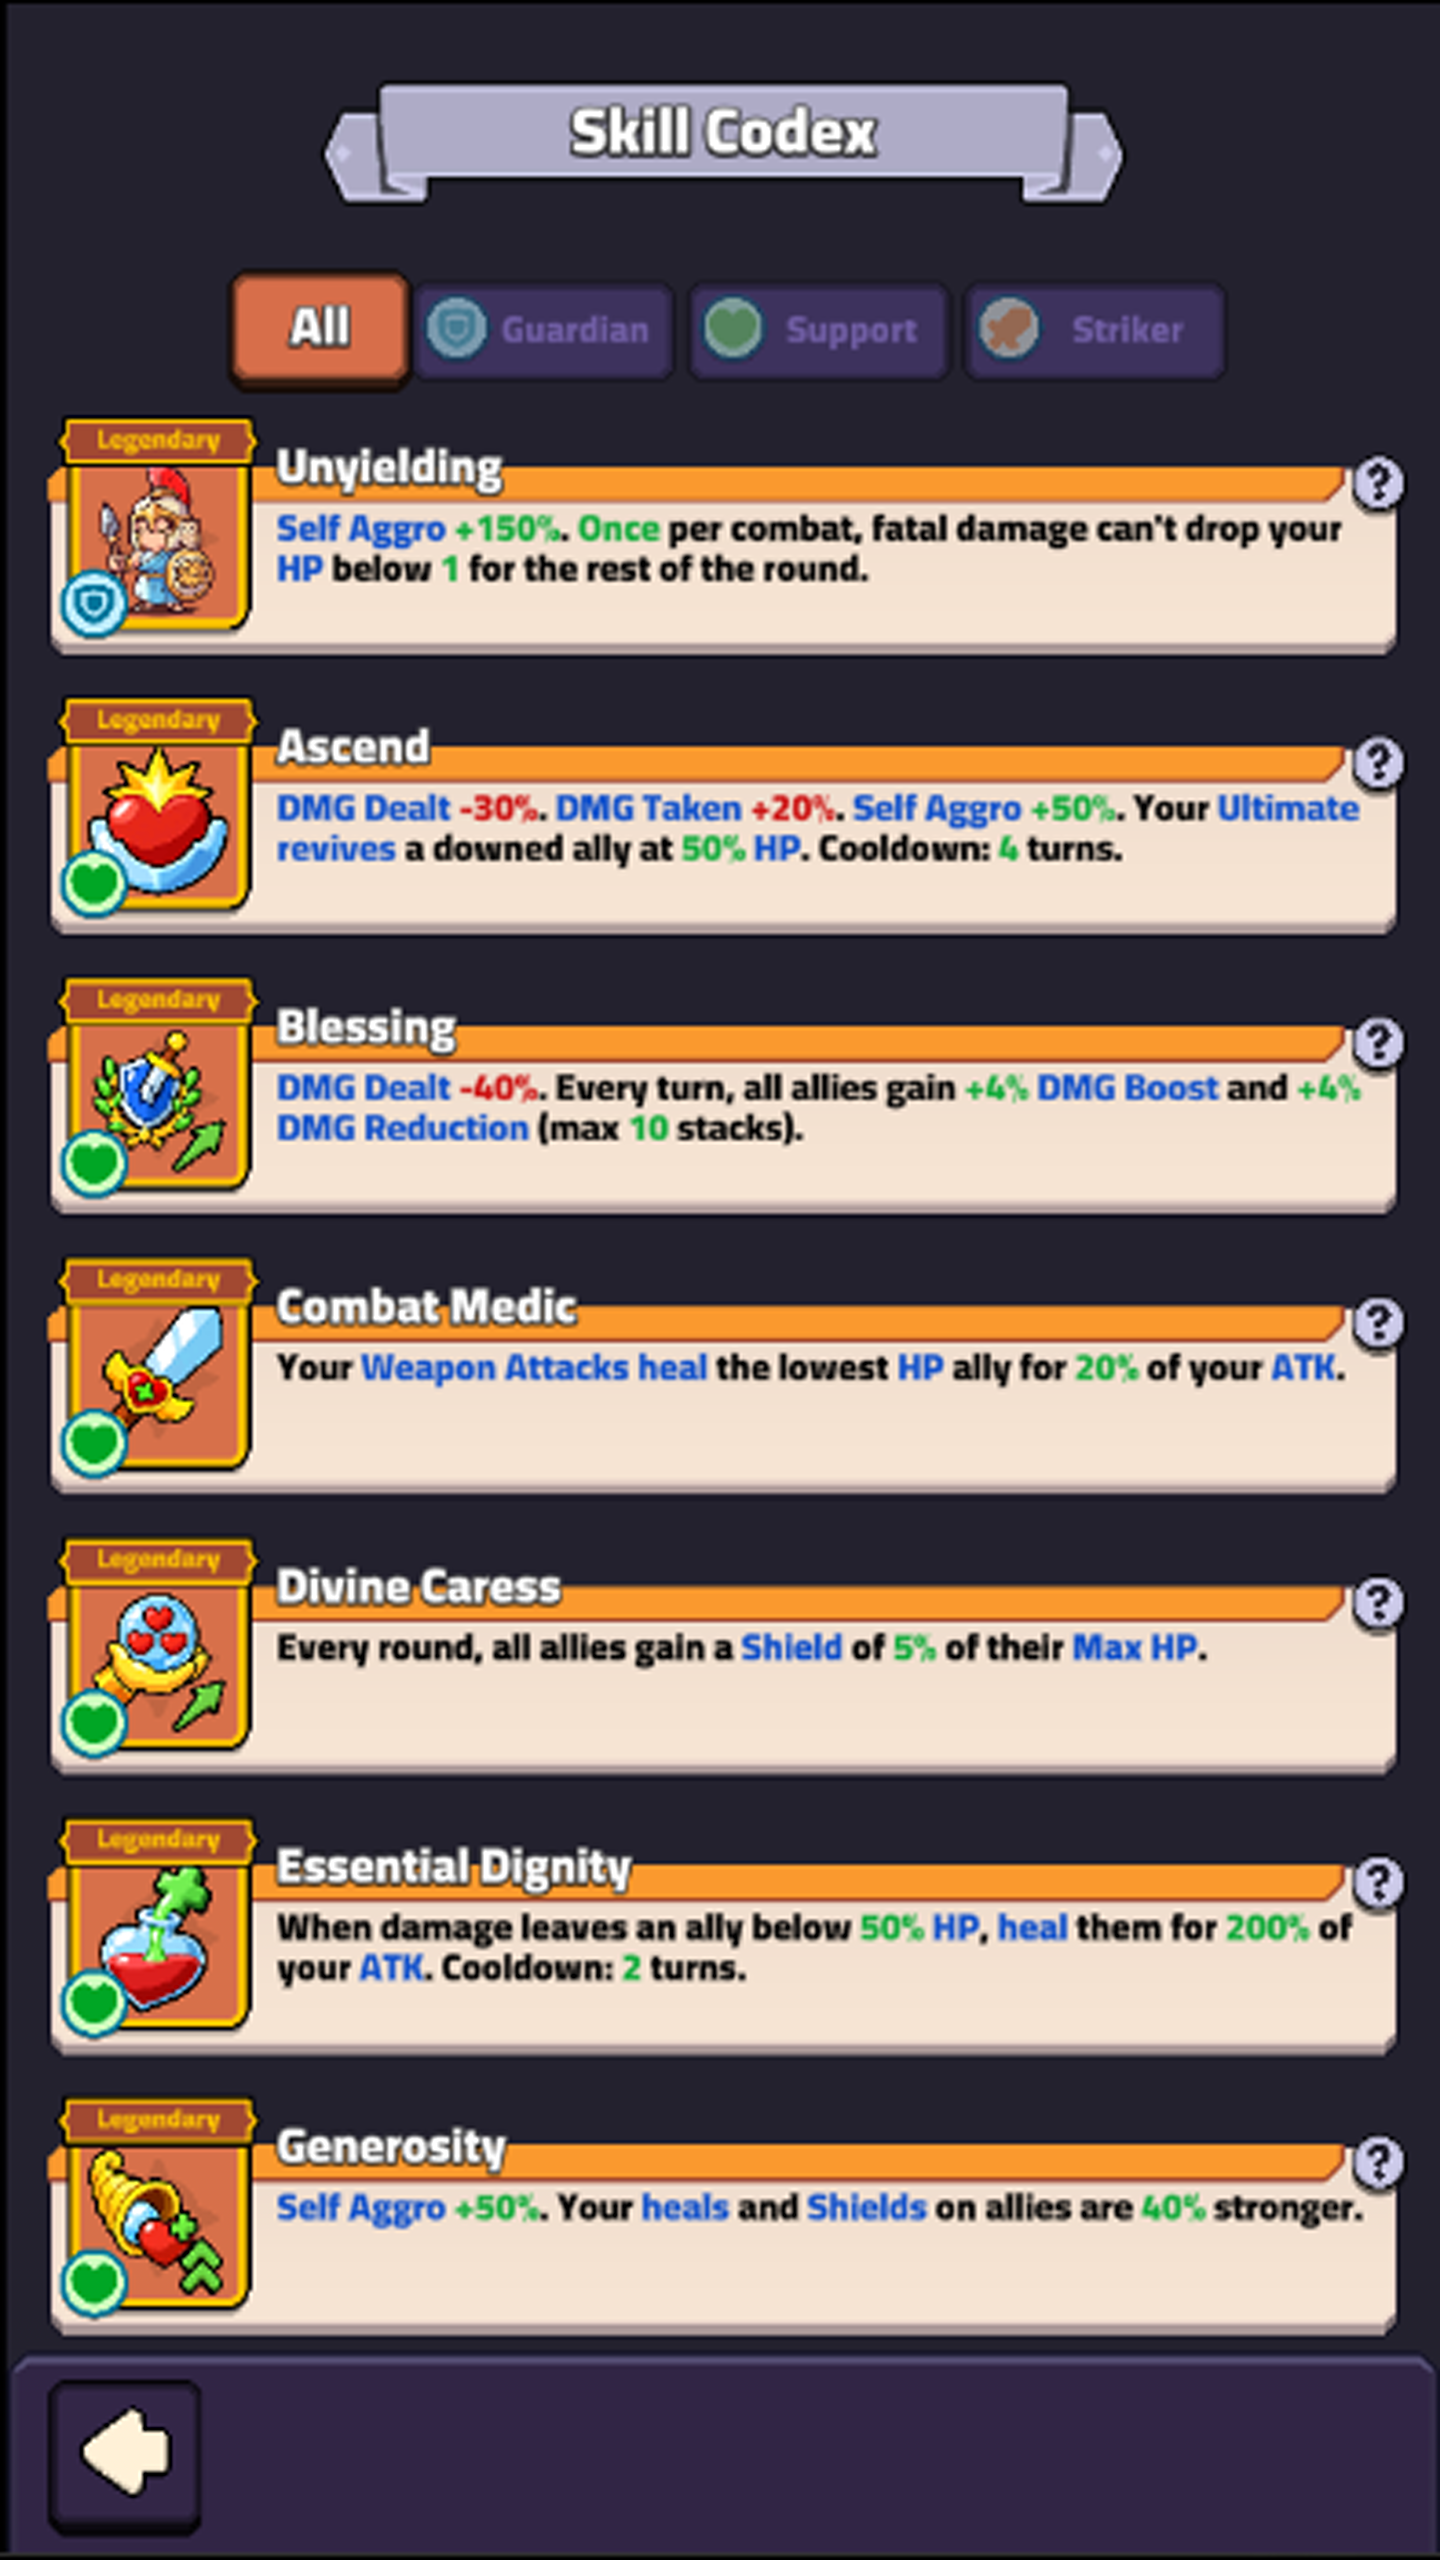 Skill Codex
All
Guardian
Support
Striker
Legendary
Unyielding
?
Self Aggro +150%. Once per combat, fatal damage can't drop your
HP below 1 for the rest of the round.
Legendary
Ascend
?
DMG Dealt -30%. DMG Taken +20%. Self Aggro +50%. Your Ultimate
revives a downed ally at 50% HP. Cooldown: 4 turns.
Legendary
Blessing
?
DMG Dealt -40%. Every turn, all allies gain +4% DMG Boost and +4%
DMG Reduction (max 10 stacks).
Legendary
Combat Medic
?
Your Weapon Attacks heal the lowest HP ally for 20% of your ATK.
Legendary
Divine Caress
?
Every round, all allies gain a Shield of 5% of their Max HP.
Legendary
Essential Dignity
?
When damage leaves an ally below 50% HP, heal them for 200% of
your ATK. Cooldown: 2 turns.
Legendary
Generosity
?
Self Aggro +50%. Your heals and Shields on allies are 40% stronger.